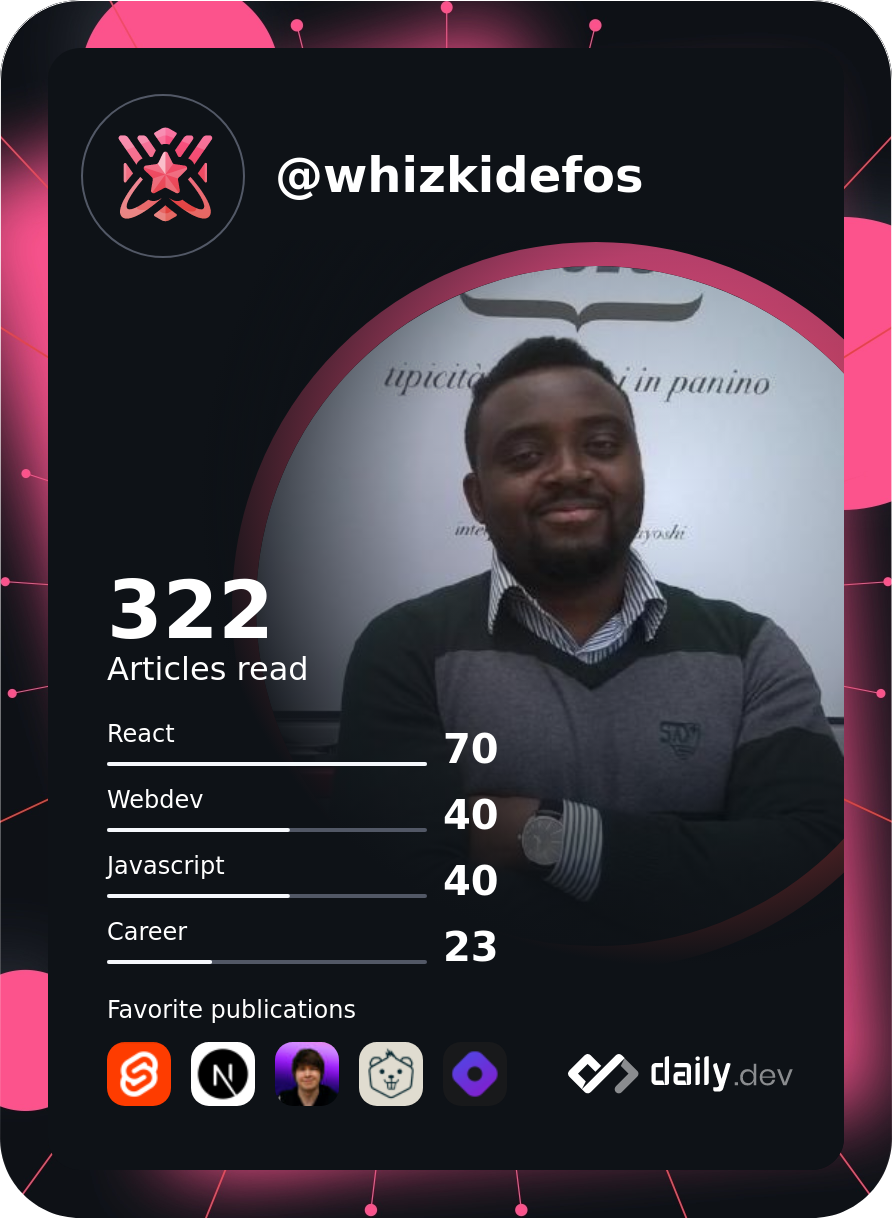 @whizkidefos
tipicità
i in panino
322
Articles read
React
70
Webdev
40
Javascript
40
Career
23
Favorite publications
N
daily.dev